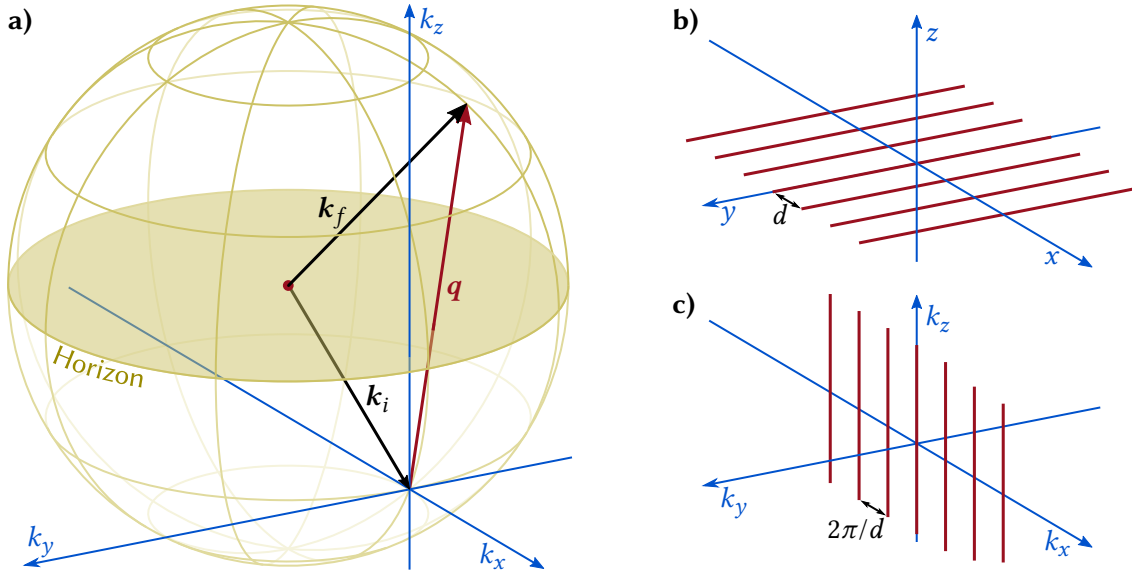 a)
k_z
k_f
q
Horizon
k_i
k_y
k_x
b)
z
y
d
x
c)
k_z
k_y
2π/d
k_x